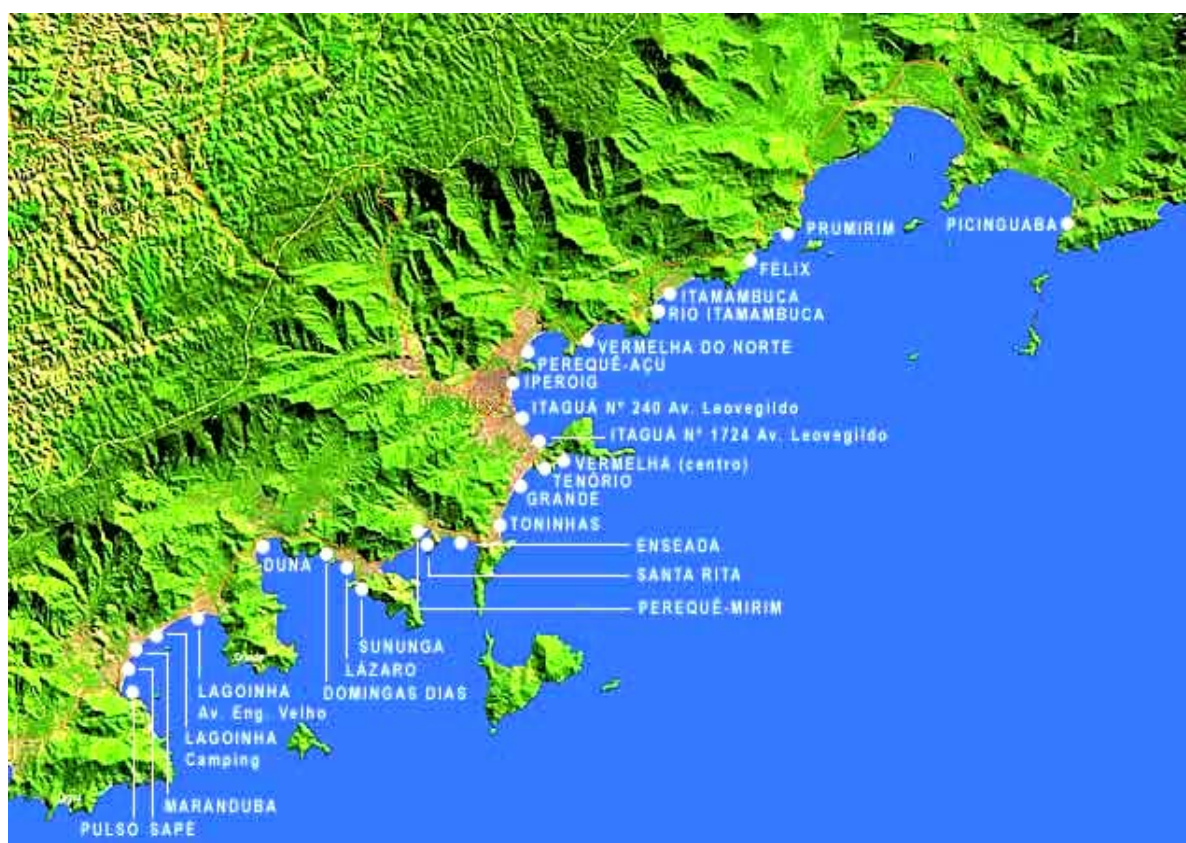 PRUMIRIM
PICINGUABA
FÉLIX
ITAMAMBUCA
RIO ITAMAMBUCA
VERMELHA DO NORTE
PEREQUÊ-AÇU
IPEROIG
ITAGUÁ Nº 240 Av. Leovegildo
ITAGUÁ Nº 1724 Av. Leovegildo
VERMELHA (centro)
TENÓRIO
GRANDE
TONINHAS
ENSEADA
SANTA RITA
PEREQUÊ-MIRIM
DURA
SUNUNGA
LÁZARO
DOMINGAS DIAS
LAGOINHA
Av. Eng. Velho
LAGOINHA
Camping
MARANDUBA
PULSO SAPÊ